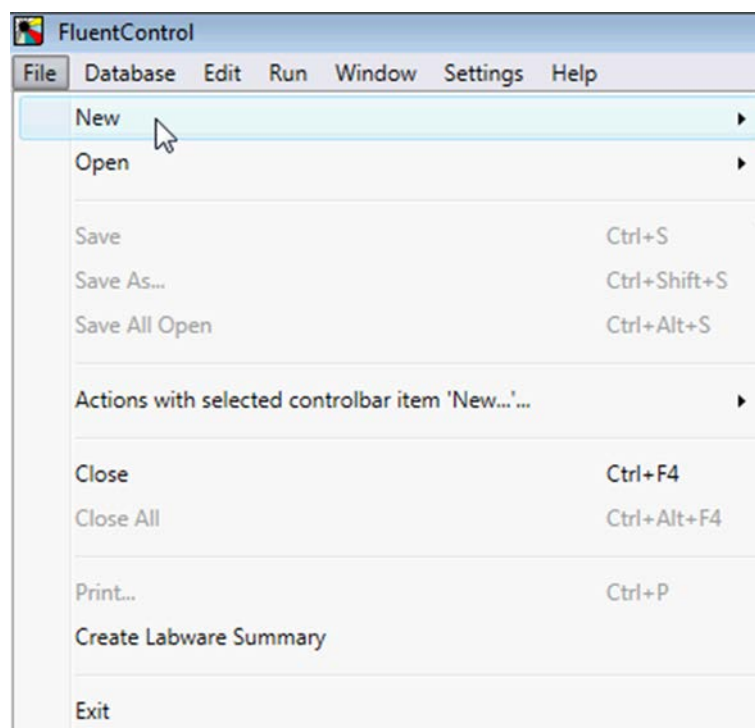 FluentControl
File Database Edit Run Window Settings Help
New
Open
Save Ctrl+S
Save As... Ctrl+Shift+S
Save All Open Ctrl+Alt+S
Actions with selected controlbar item 'New...'...
Close Ctrl+F4
Close All Ctrl+Alt+F4
Print... Ctrl+P
Create Labware Summary
Exit